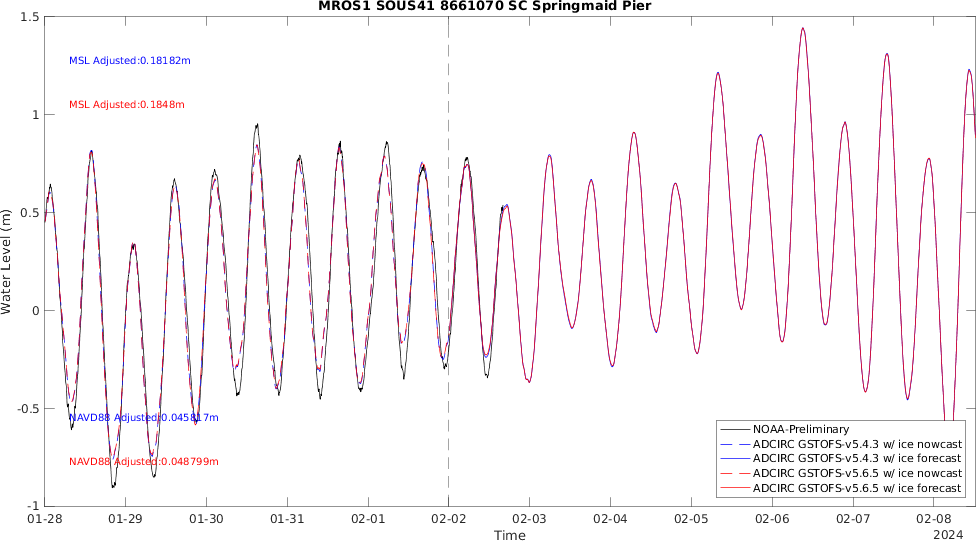 MROS1 SOUS41 8661070 SC Springmaid Pier
1.5
MSL Adjusted:0.18182m
MSL Adjusted:0.1848m
1
0.5
Water Level (m)
0
-0.5
NAVD88 Adjusted:0.045817m
NAVD88 Adjusted:0.048799m
NOAA-Preliminary
ADCIRC GSTOFS-v5.4.3 w/ ice nowcast
ADCIRC GSTOFS-v5.4.3 w/ ice forecast
ADCIRC GSTOFS-v5.6.5 w/ ice nowcast
ADCIRC GSTOFS-v5.6.5 w/ ice forecast
-1
01-28 01-29 01-30 01-31 02-01 02-02 02-03 02-04 02-05 02-06 02-07 02-08
Time
2024